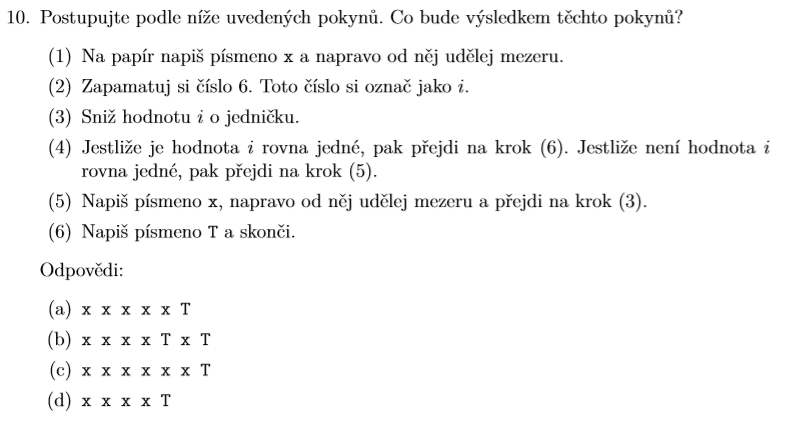 10. Postupujte podle níže uvedených pokynů. Co bude výsledkem těchto pokynů?
(1) Na papír napiš písmeno x a napravo od něj udělej mezeru.
(2) Zapamatuj si číslo 6. Toto číslo si označ jako i.
(3) Sniž hodnotu i o jedničku.
(4) Jestliže je hodnota i rovna jedné, pak přejdi na krok (6). Jestliže není hodnota i
rovna jedné, pak přejdi na krok (5).
(5) Napiš písmeno x, napravo od něj udělej mezeru a přejdi na krok (3).
(6) Napiš písmeno T a skonči.
Odpovědi:
(a) x x x x x T
(b) x x x x T x T
(c) x x x x x x T
(d) x x x x T